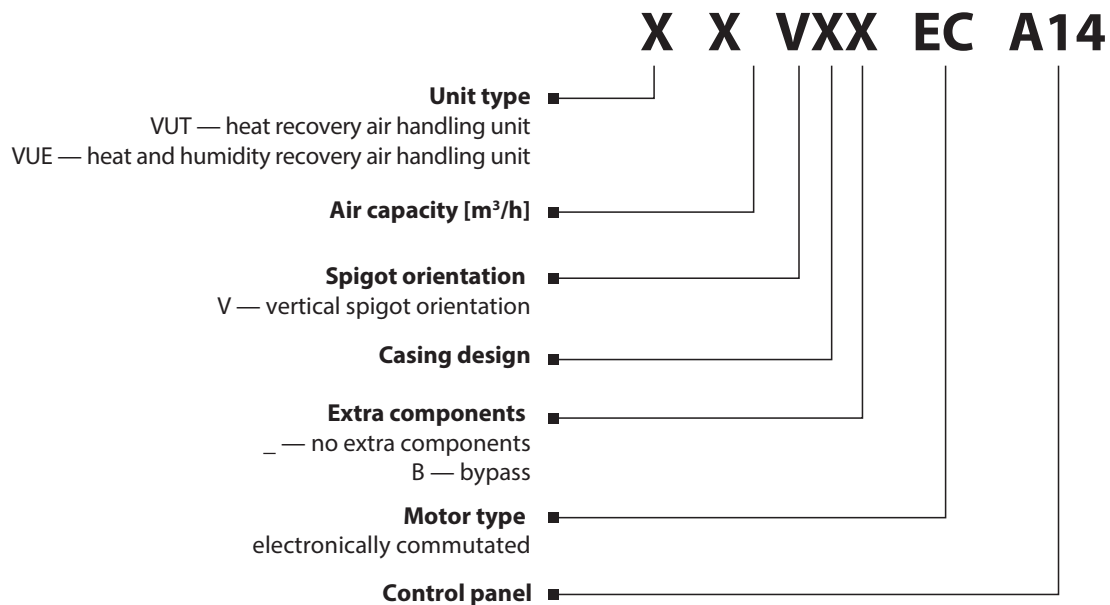 X X VXX EC A14
Unit type
VUT — heat recovery air handling unit
VUE — heat and humidity recovery air handling unit
Air capacity [m³/h]
Spigot orientation
V — vertical spigot orientation
Casing design
Extra components
_ — no extra components
B — bypass
Motor type
electronically commutated
Control panel